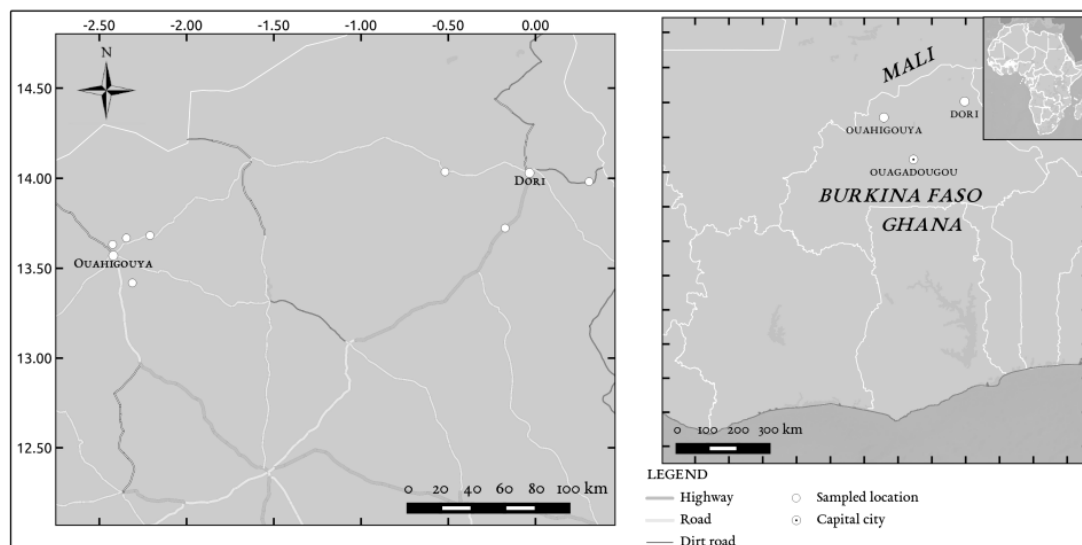 -2.50 -2.00 -1.50 -1.00 -0.50 0.00
N
14.50
14.00
13.50
13.00
12.50
DORI
OUAHIGOUYA
0 20 40 60 80 100 km
MALI
OUAHIGOUYA
DORI
OUAGADOUGOU
BURKINA FASO
GHANA
0 100 200 300 km
LEGEND
Highway
Road
Dirt road
Sampled location
Capital city